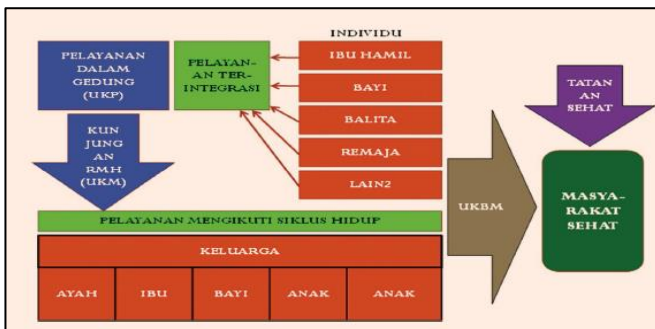 INDIVIDU
PELAYANAN
DALAM
GEDUNG
(UKP)
PELAYAN-
AN TER-
INTEGRASI
IBU HAMIL
BAYI
BALITA
REMAJA
LAIN2
KUN
JUNG
AN
RMH
(UKM)
TATAN
AN
SEHAT
UKBM
MASYA-
RAKAT
SEHAT
PELAYANAN MENGIKUTI SIKLUS HIDUP
KELUARGA
AYAH
IBU
BAYI
ANAK
ANAK